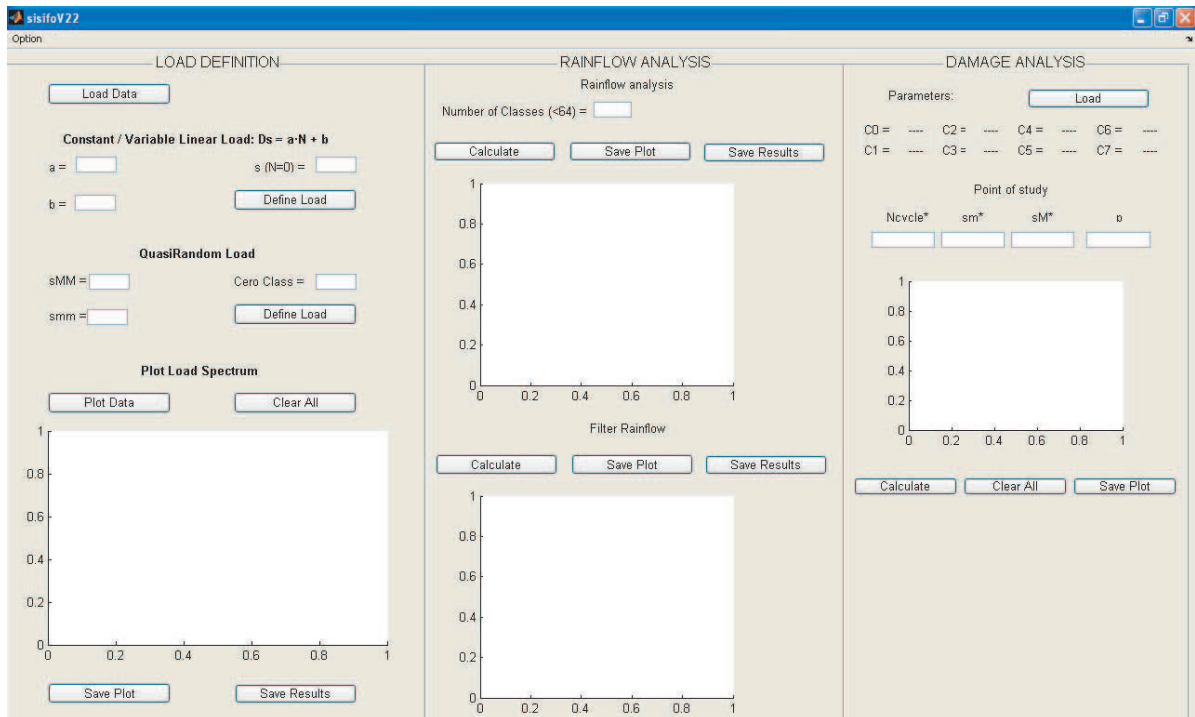 sisifoV22
Option
LOAD DEFINITION
Load Data
Constant / Variable Linear Load: Ds = a·N + b
a =
s (N=0) =
b =
Define Load
QuasiRandom Load
sMM =
Cero Class =
smm =
Define Load
Plot Load Spectrum
Plot Data
Clear All
1
0.8
0.6
0.4
0.2
0
0 0.2 0.4 0.6 0.8 1
Save Plot
Save Results
RAINFLOW ANALYSIS
Rainflow analysis
Number of Classes (<64) =
Calculate
Save Plot
Save Results
1
0.8
0.6
0.4
0.2
0
0 0.2 0.4 0.6 0.8 1
Filter Rainflow
Calculate
Save Plot
Save Results
1
0.8
0.6
0.4
0.2
0
0 0.2 0.4 0.6 0.8 1
DAMAGE ANALYSIS
Parameters:
Load
C0 = ---- C2 = ---- C4 = ---- C6 = ----
C1 = ---- C3 = ---- C5 = ---- C7 = ----
Point of study
Ncycle* sm* sM* p
1
0.8
0.6
0.4
0.2
0
0 0.2 0.4 0.6 0.8 1
Calculate
Clear All
Save Plot